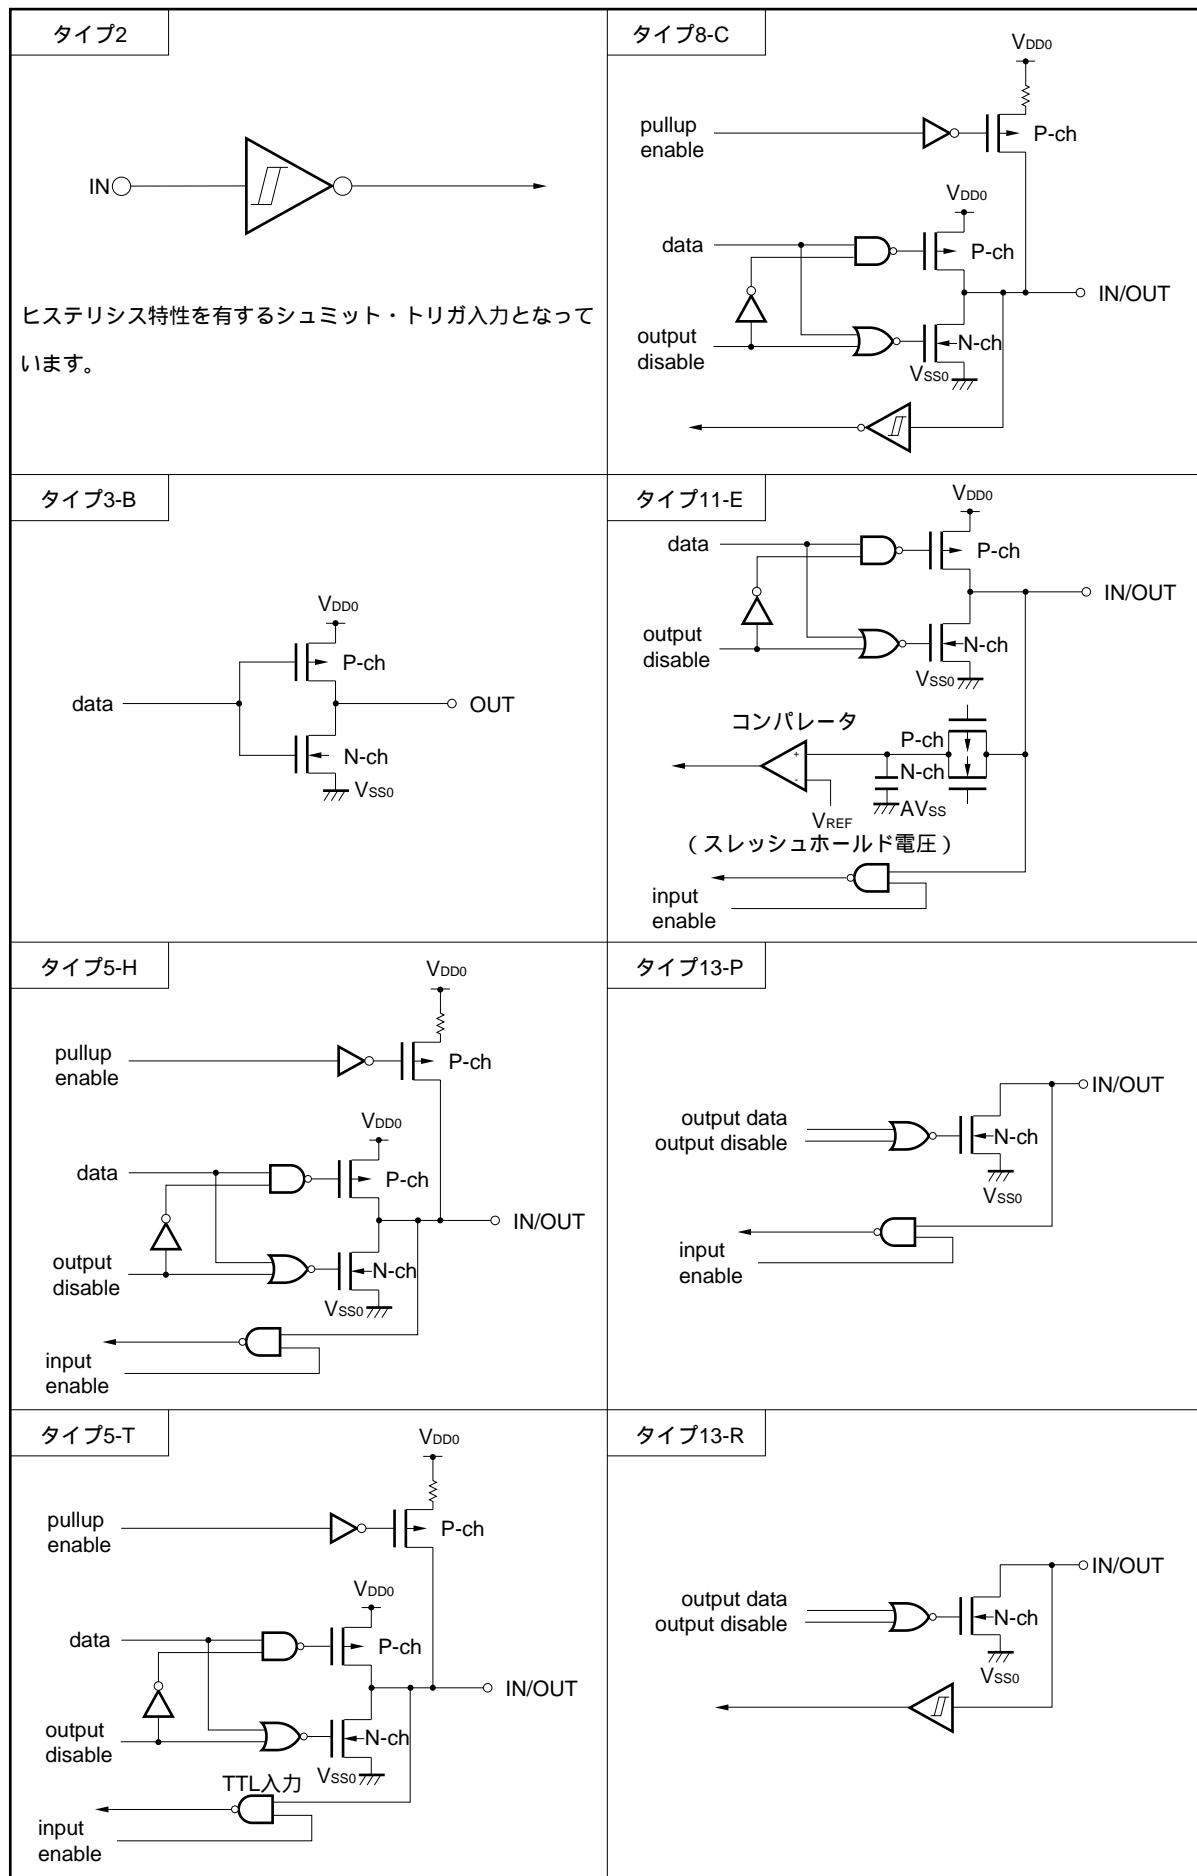 タイプ2
IN
ヒステリシス特性を有するシュミット・トリガ入力となって
います。
タイプ8-C
VDD0
pullup
enable
P-ch
VDD0
data
P-ch
IN/OUT
output
disable
N-ch
VSS0
タイプ3-B
VDD0
P-ch
data
OUT
N-ch
VSS0
タイプ11-E
VDD0
data
P-ch
IN/OUT
output
disable
N-ch
VSS0
コンパレータ
P-ch
+
-
N-ch
AVSS
VREF
(スレッシュホールド電圧)
input
enable
タイプ5-H
VDD0
pullup
enable
P-ch
VDD0
data
P-ch
IN/OUT
output
disable
N-ch
VSS0
input
enable
タイプ13-P
IN/OUT
output data
output disable
N-ch
VSS0
input
enable
タイプ5-T
VDD0
pullup
enable
P-ch
VDD0
data
P-ch
IN/OUT
output
disable
N-ch
VSS0
TTL入力
input
enable
タイプ13-R
IN/OUT
output data
output disable
N-ch
VSS0